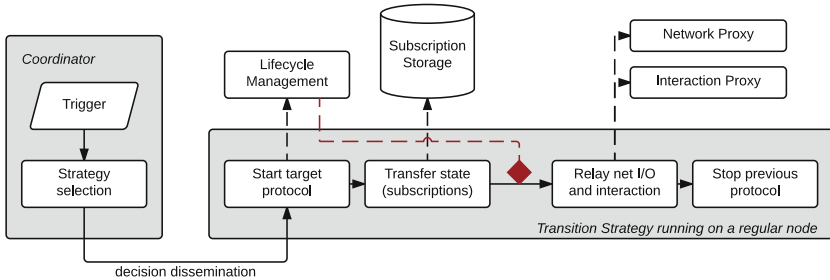 Coordinator
Trigger
Strategy
selection
decision dissemination
Lifecycle
Management
Subscription
Storage
Network Proxy
Interaction Proxy
Start target
protocol
Transfer state
(subscriptions)
Relay net I/O
and interaction
Stop previous
protocol
Transition Strategy running on a regular node